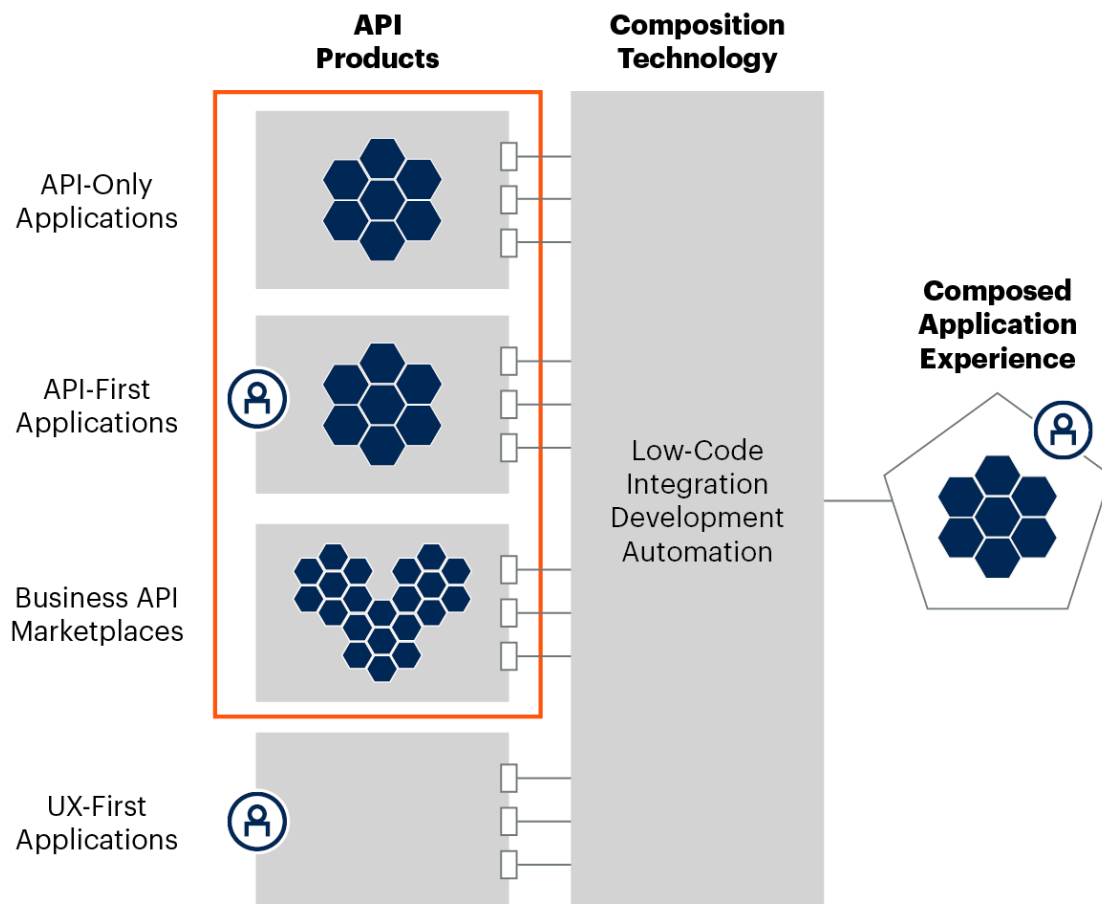 API
Products
Composition
Technology
API-Only
Applications
API-First
Applications
Business API
Marketplaces
UX-First
Applications
Low-Code
Integration
Development
Automation
Composed
Application
Experience